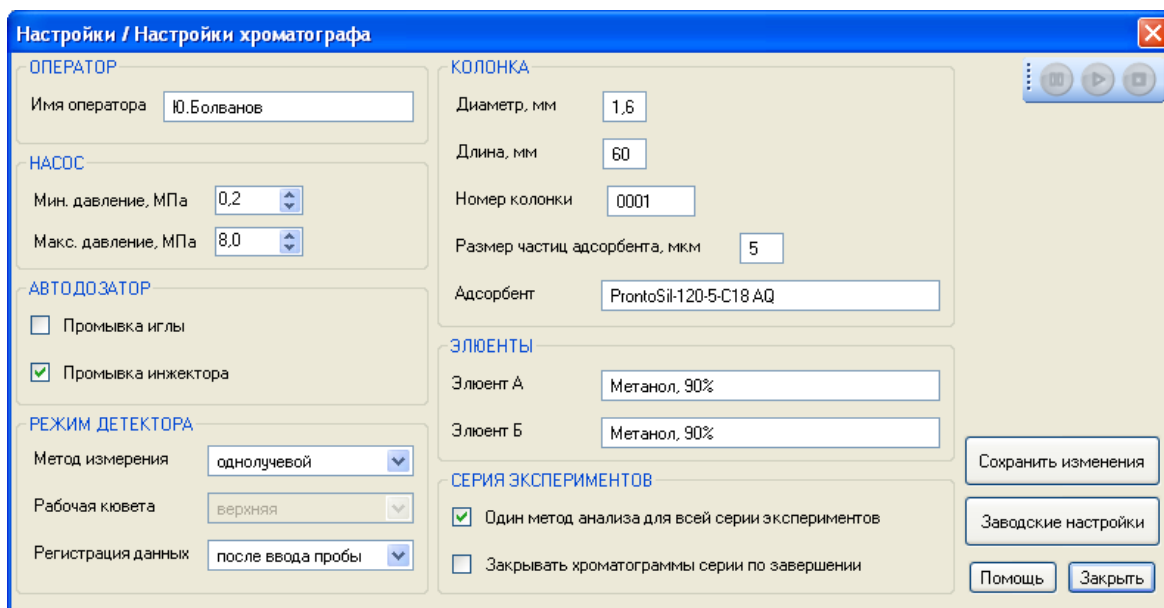 Настройки / Настройки хроматографа
ОПЕРАТОР
Имя оператора Ю.Болванов
НАСОС
Мин. давление, МПа 0,2
Макс. давление, МПа 8,0
АВТОДОЗАТОР
Промывка иглы
Промывка инжектора
РЕЖИМ ДЕТЕКТОРА
Метод измерения однолучевой
Рабочая кювета верхняя
Регистрация данных после ввода пробы
КОЛОНКА
Диаметр, мм 1,6
Длина, мм 60
Номер колонки 0001
Размер частиц адсорбента, мкм 5
Адсорбент ProntoSil-120-5-C18 AQ
ЭЛЮЕНТЫ
Элюент А Метанол, 90%
Элюент Б Метанол, 90%
СЕРИЯ ЭКСПЕРИМЕНТОВ
Один метод анализа для всей серии экспериментов
Закрывать хроматограммы серии по завершении
Сохранить изменения
Заводские настройки
Помощь Закрыть